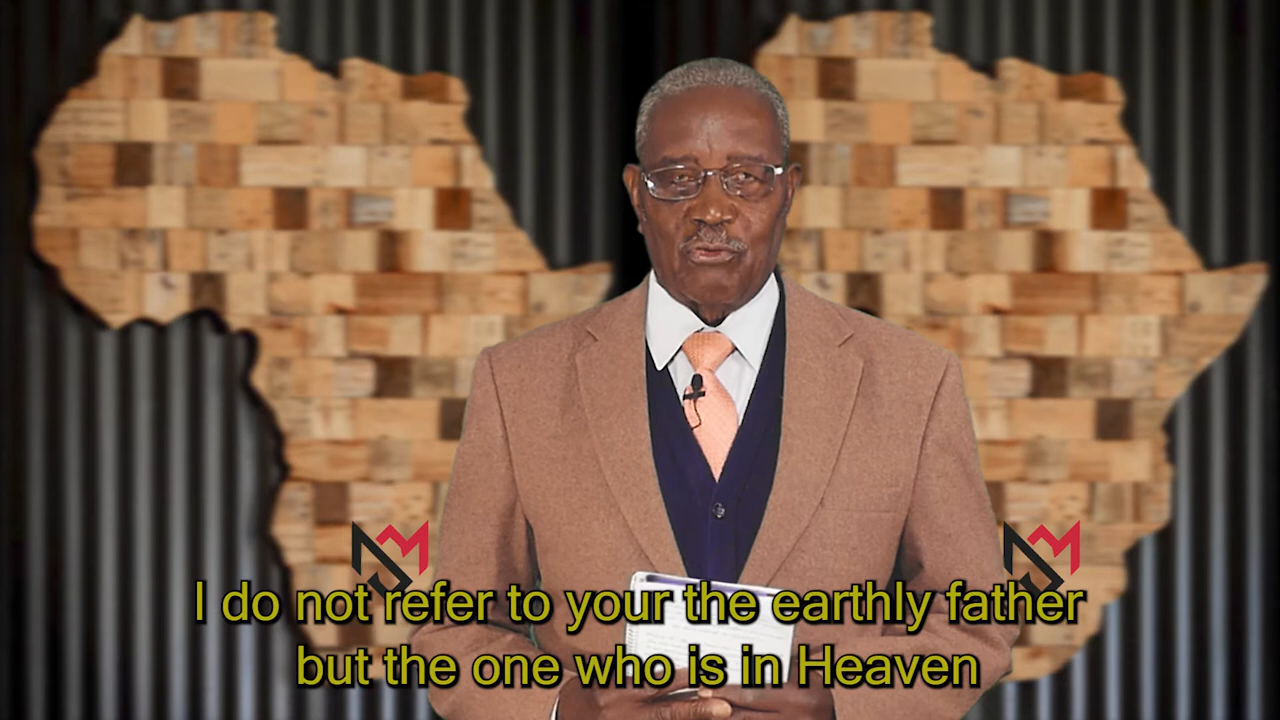 I do not refer to your the earthly father
but the one who is in Heaven